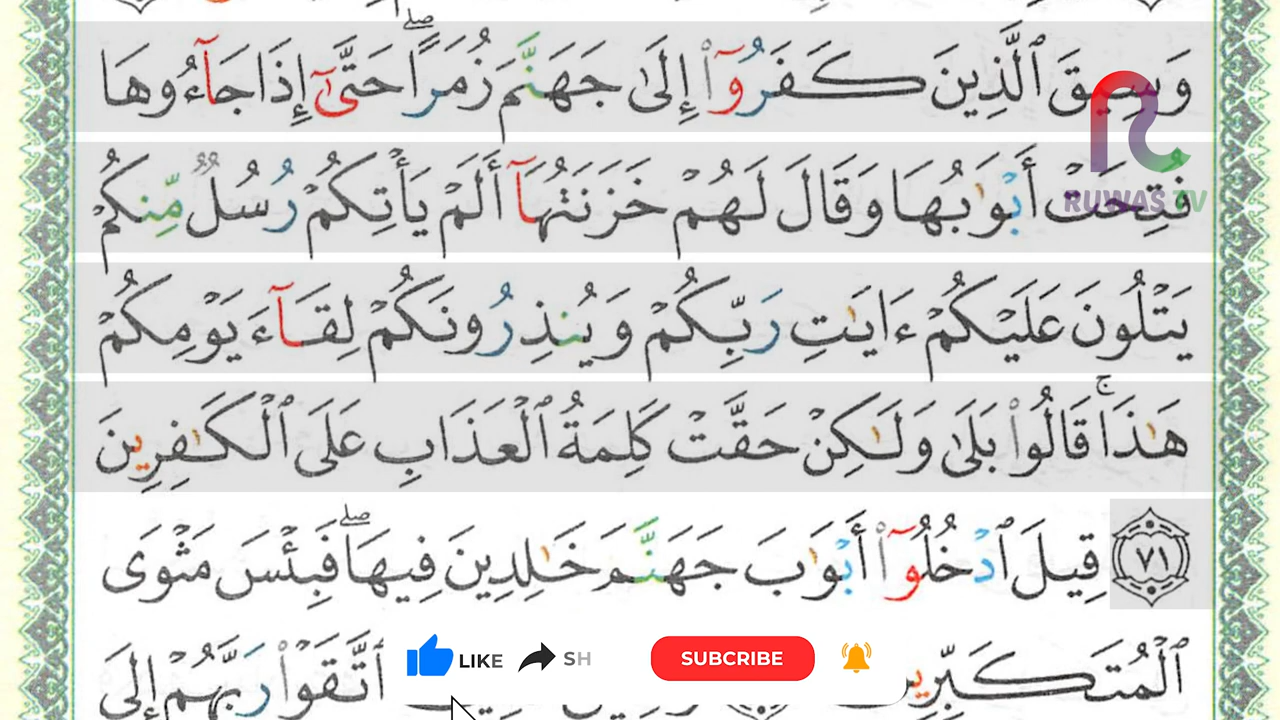 وَسِيقَ ٱلَّذِينَ كَفَرُوٓا۟ إِلَىٰ جَهَنَّمَ زُمَرًا ۖ حَتَّىٰٓ إِذَا جَآءُوهَا
فُتِحَتْ أَبْوَٰبُهَا وَقَالَ لَهُمْ خَزَنَتُهَآ أَلَمْ يَأْتِكُمْ رُسُلٌ مِّنكُمْ
RUWAS TV
يَتْلُونَ عَلَيْكُمْ ءَايَـٰتِ رَبِّكُمْ وَيُنذِرُونَكُمْ لِقَآءَ يَوْمِكُمْ
هَـٰذَا ۚ قَالُوا۟ بَلَىٰ وَلَـٰكِنْ حَقَّتْ كَلِمَةُ ٱلْعَذَابِ عَلَى ٱلْكَـٰفِرِينَ
٧١ قِيلَ ٱدْخُلُوٓا۟ أَبْوَٰبَ جَهَنَّمَ خَـٰلِدِينَ فِيهَا ۖ فَبِئْسَ مَثْوَى
ٱلْمُتَكَبِّرِين ٱتَّقَوْا۟ رَبَّهُمْ إِلَى
LIKE SH SUBSCRIBE